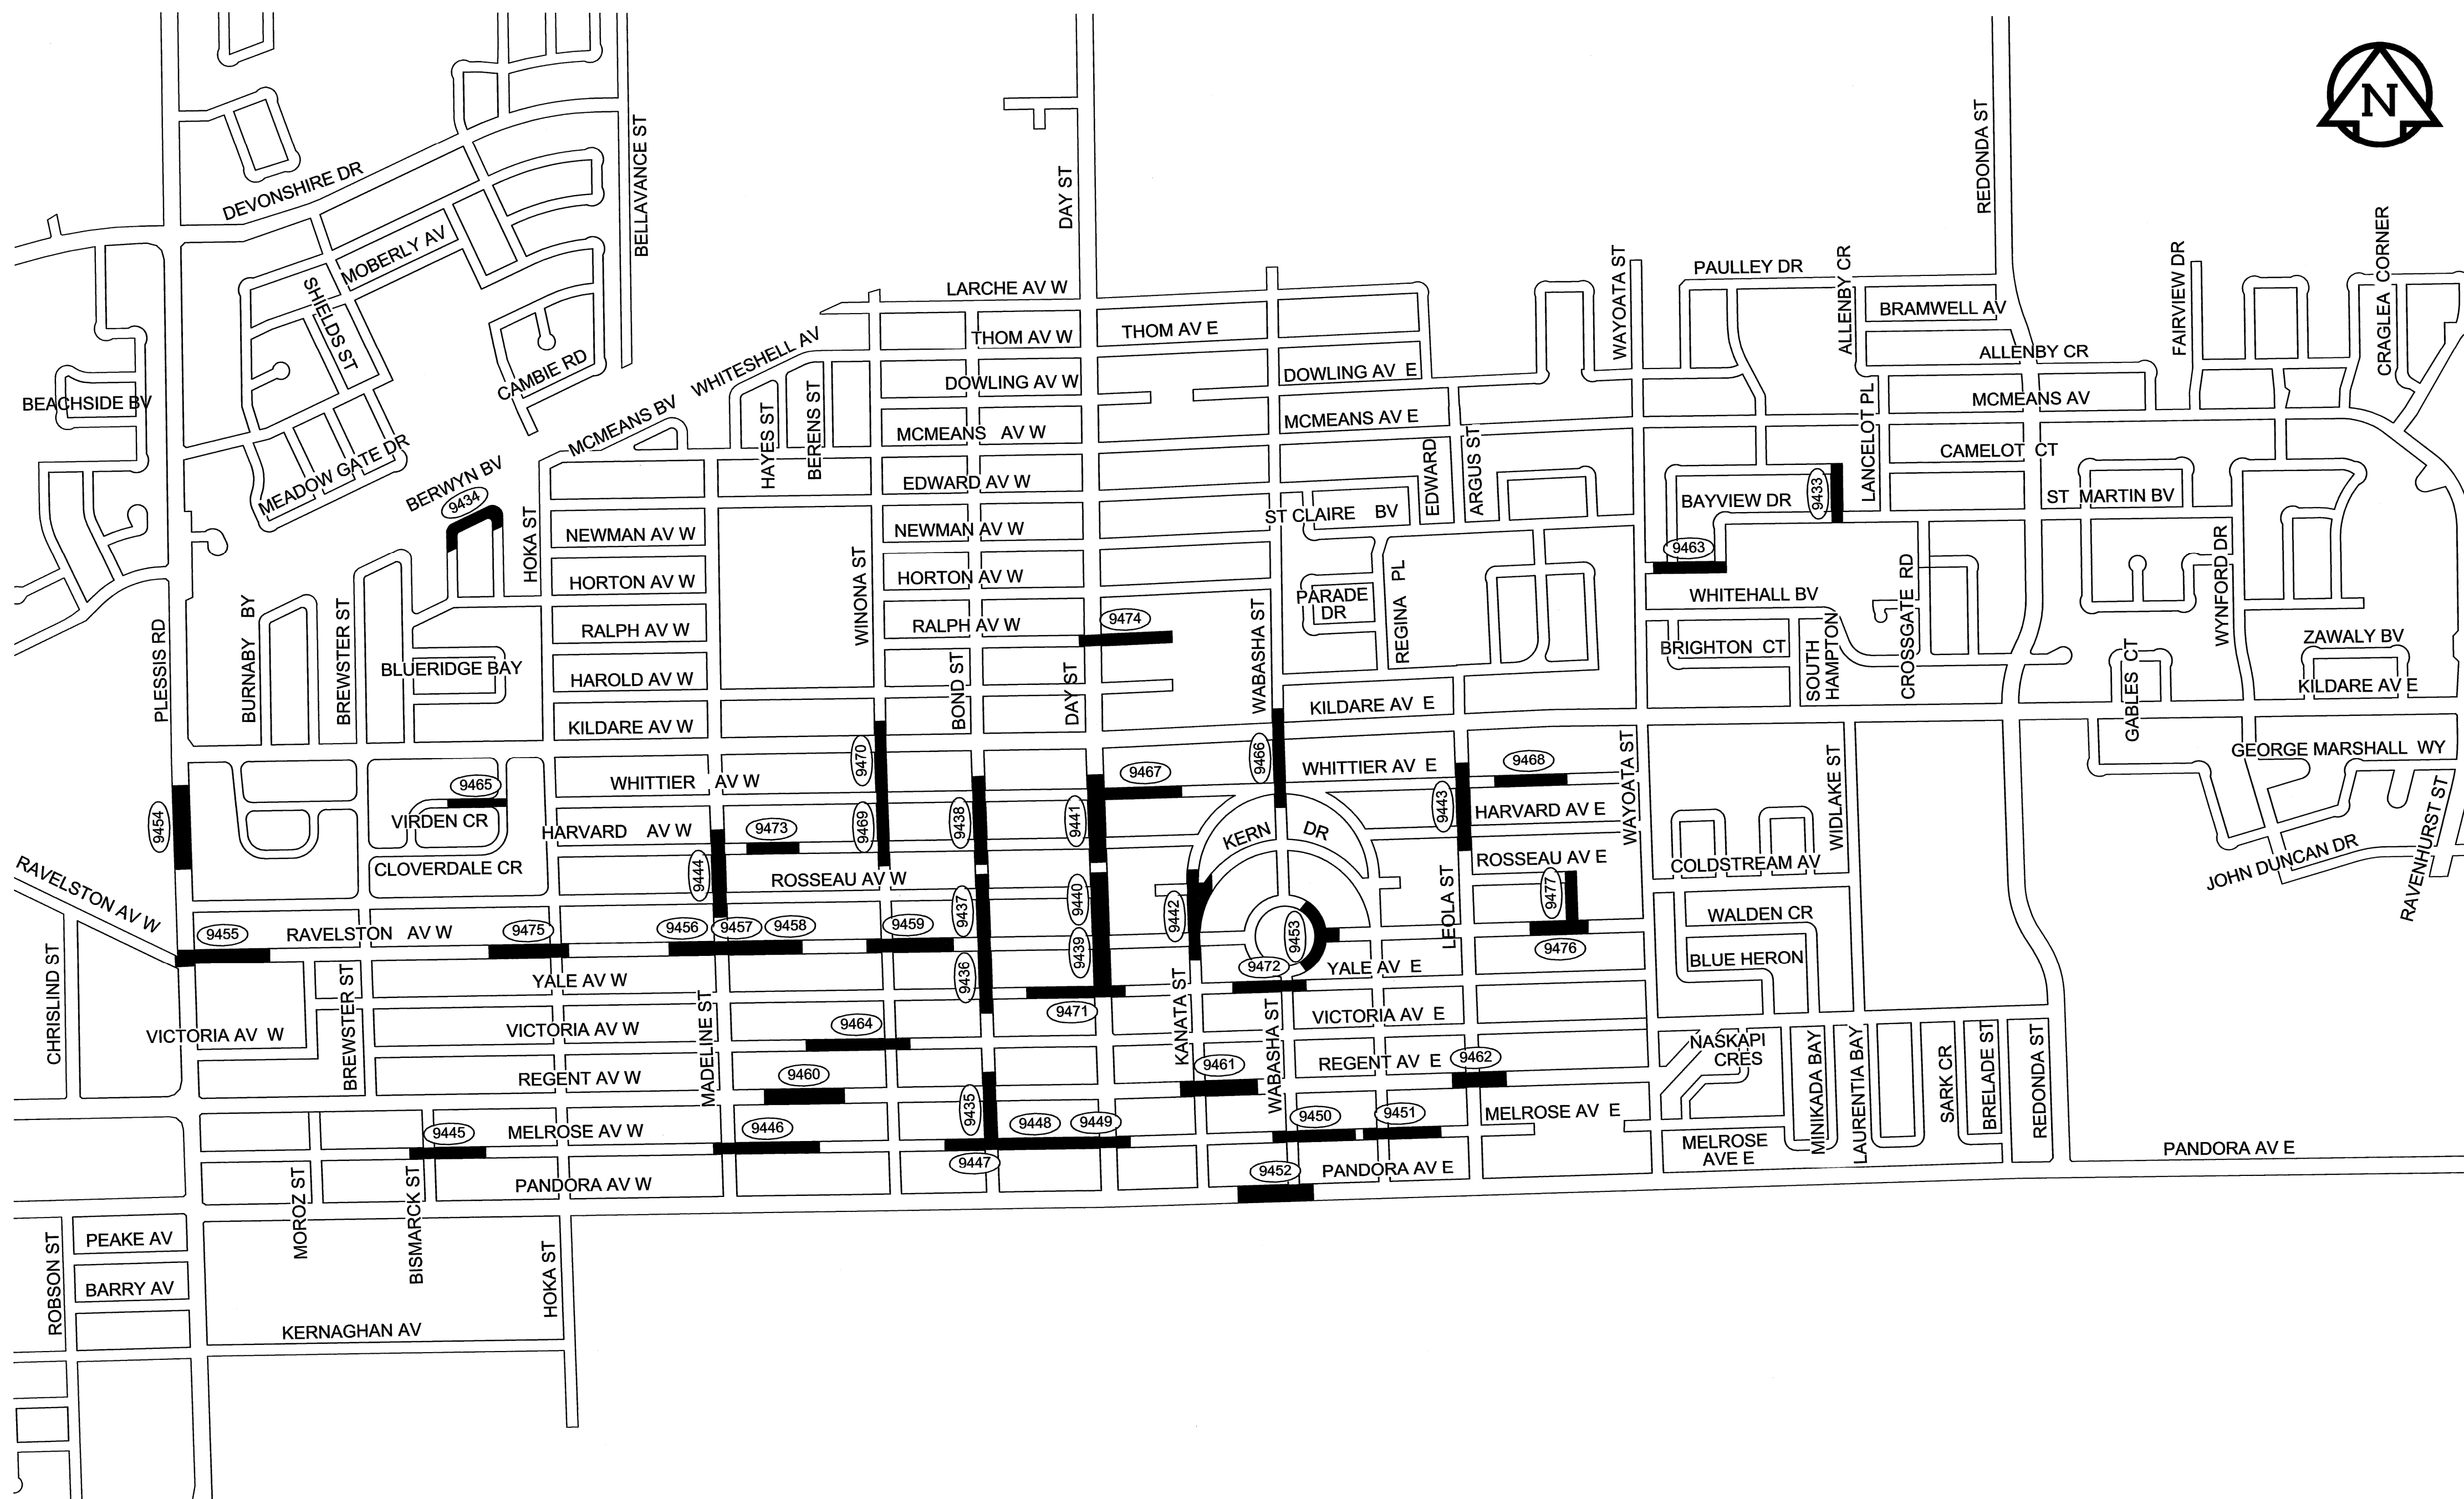 N
REDONDA ST
BELLAVANCE ST
DEVONSHIRE DR
DAY ST
CRAGLEA CORNER
MOBERLY AV
SHIELDS ST
LARCHE AV W
WAYOATA ST
PAULLEY DR
ALLENBY CR
FAIRVIEW DR
BRAMWELL AV
THOM AV W
THOM AV E
WHITESHELL AV
ALLENBY CR
CAMBIE RD
DOWLING AV W
DOWLING AV E
BEACHSIDE BV
MCMEANS AV
MCMEANS BV
HAYES ST
BERENS ST
MCMEANS AV W
MCMEANS AV E
LANCELOT PL
CAMELOT CT
MEADOW GATE DR
BERWYN BV
9434
EDWARD AV W
EDWARD
ARGUS ST
9433
BAYVIEW DR
ST MARTIN BV
ST CLAIRE BV
HOKA ST
NEWMAN AV W
NEWMAN AV W
WINONA ST
9463
WYNFORD DR
HORTON AV W
HORTON AV W
REGINA PL
PARADE
DR
WHITEHALL BV
CROSSGATE RD
PLESSIS RD
BURNABY BY
BREWSTER ST
RALPH AV W
RALPH AV W
9474
WABASHA ST
ZAWALY BV
BLUERIDGE BAY
HAROLD AV W
BOND ST
DAY ST
BRIGHTON CT
SOUTH
HAMPTON
GABLES CT
KILDARE AV E
KILDARE AV W
KILDARE AV E
GEORGE MARSHALL WY
9470
9466
WHITTIER AV W
WHITTIER AV E
9467
9468
WAYOATA ST
WIDLAKE ST
9465
VIRDEN CR
9454
HARVARD AV W
9473
9469
9438
9441
KERN DR
9443
HARVARD AV E
RAVENHURST ST
JOHN DUNCAN DR
CLOVERDALE CR
9444
ROSSEAU AV W
ROSSEAU AV E
COLDSTREAM AV
RAVELSTON AV W
9437
9440
9442
9453
LEOLA ST
9477
WALDEN CR
9455
RAVELSTON AV W
9475
9456
9457
9458
9459
9476
9436
9439
9472
YALE AV E
BLUE HERON
CHRISLIND ST
BREWSTER ST
YALE AV W
MADELINE ST
9471
KANATA ST
WABASHA ST
VICTORIA AV E
VICTORIA AV W
VICTORIA AV W
9464
NASKAPI
CRES
MINIKADA BAY
LAURENTIA BAY
SARK CR
BRELADE ST
REDONDA ST
REGENT AV W
9460
9461
REGENT AV E
9462
9435
MELROSE AV W
9445
9446
9448
9449
9450
9451
MELROSE AV E
MELROSE
AVE E
PANDORA AV E
9447
9452
PANDORA AV E
MOROZ ST
BISMARCK ST
PANDORA AV W
ROBSON ST
PEAKE AV
BARRY AV
HOKA ST
KERNAGHAN AV